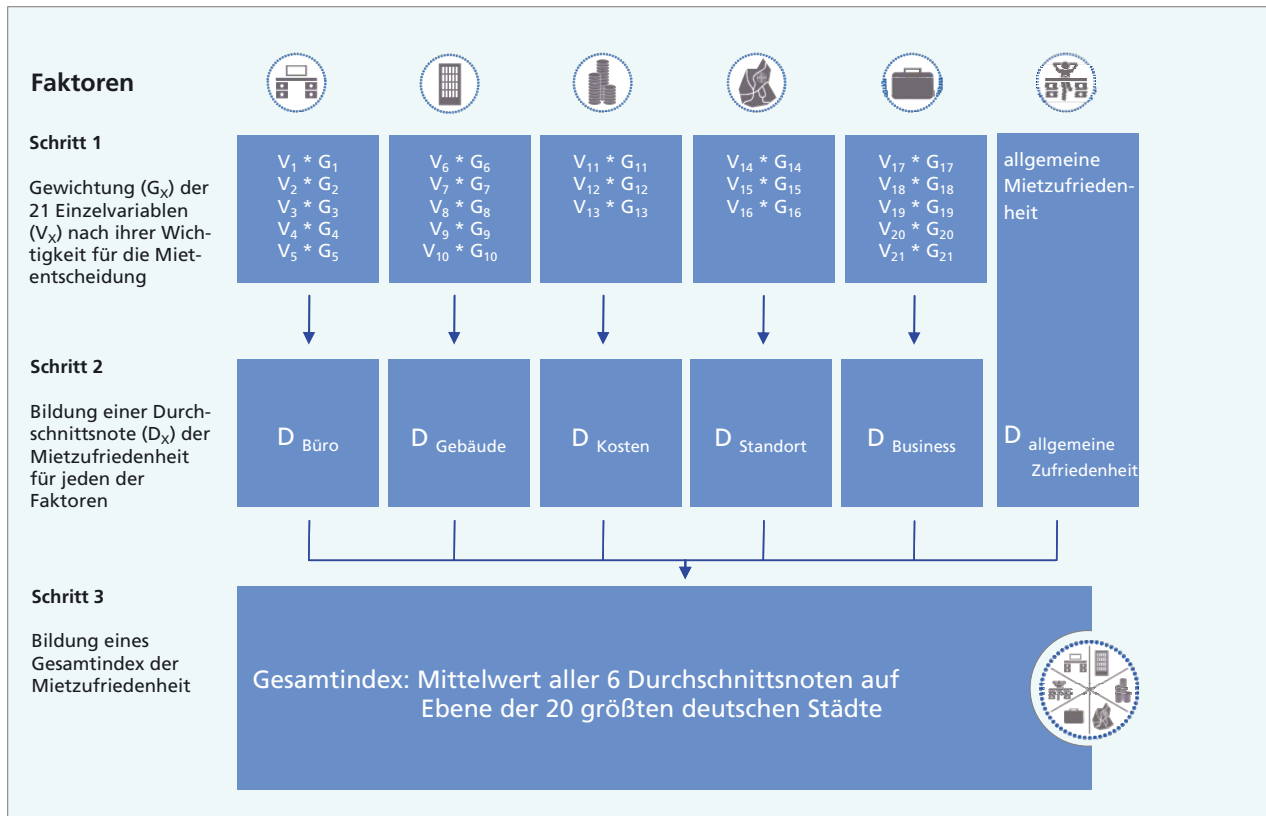 Faktoren
Schritt 1
Gewichtung (Gₓ) der
21 Einzelvariablen
(Vₓ) nach ihrer Wich-
tigkeit für die Miet-
entscheidung
V₁ * G₁
V₂ * G₂
V₃ * G₃
V₄ * G₄
V₅ * G₅
V₆ * G₆
V₇ * G₇
V₈ * G₈
V₉ * G₉
V₁₀ * G₁₀
V₁₁ * G₁₁
V₁₂ * G₁₂
V₁₃ * G₁₃
V₁₄ * G₁₄
V₁₅ * G₁₅
V₁₆ * G₁₆
V₁₇ * G₁₇
V₁₈ * G₁₈
V₁₉ * G₁₉
V₂₀ * G₂₀
V₂₁ * G₂₁
allgemeine
Mietzufrieden-
heit
Schritt 2
Bildung einer Durch-
schnittsnote (Dₓ) der
Mietzufriedenheit
für jeden der
Faktoren
D Büro
D Gebäude
D Kosten
D Standort
D Business
D allgemeine
Zufriedenheit
Schritt 3
Bildung eines
Gesamtindex der
Mietzufriedenheit
Gesamtindex: Mittelwert aller 6 Durchschnittsnoten auf
Ebene der 20 größten deutschen Städte